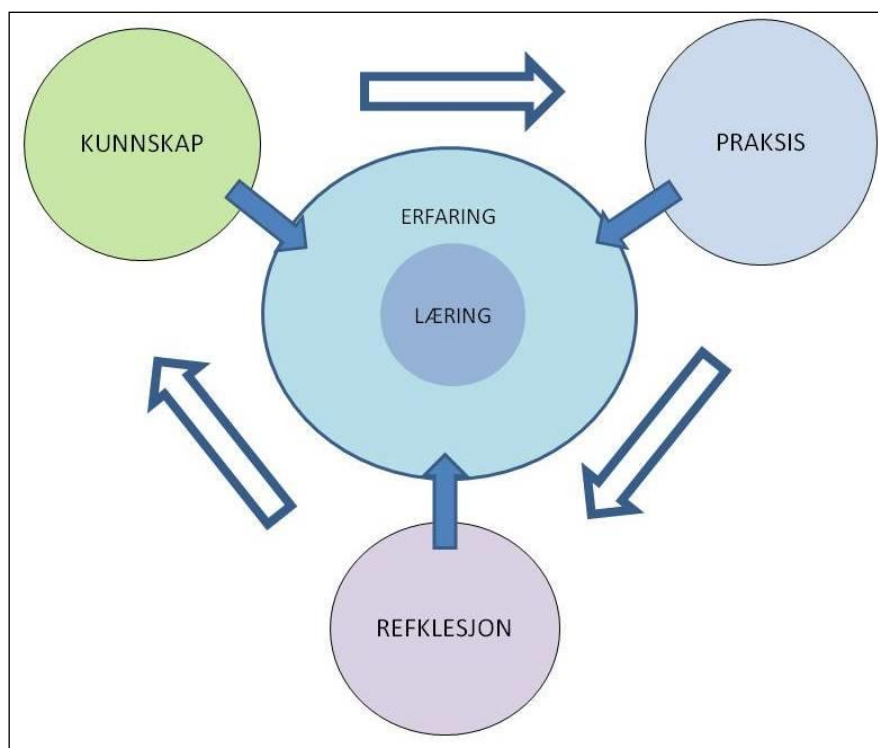 KUNNSKAP
PRAKSIS
ERFARING
LÆRING
REFKLESJON